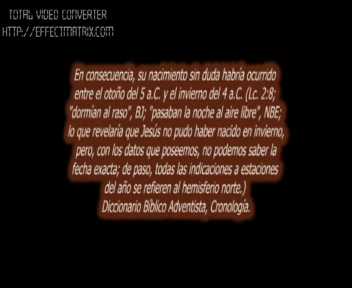 TOTAL VIDEO CONVERTER
HTTP://EFFECTMATRIX.COM
En consecuencia, su nacimiento sin duda habría ocurrido
entre el otoño del 5 a.C. y el invierno del 4 a.C. (Lc. 2:8;
"dormían al raso", BJ; "pasaban la noche al aire libre", NBE;
lo que revelaría que Jesús no pudo haber nacido en invierno,
pero, con los datos que poseemos, no podemos saber la
fecha exacta; de paso, todas las indicaciones a estaciones
del año se refieren al hemisferio norte.)
Diccionario Bíblico Adventista, Cronología.